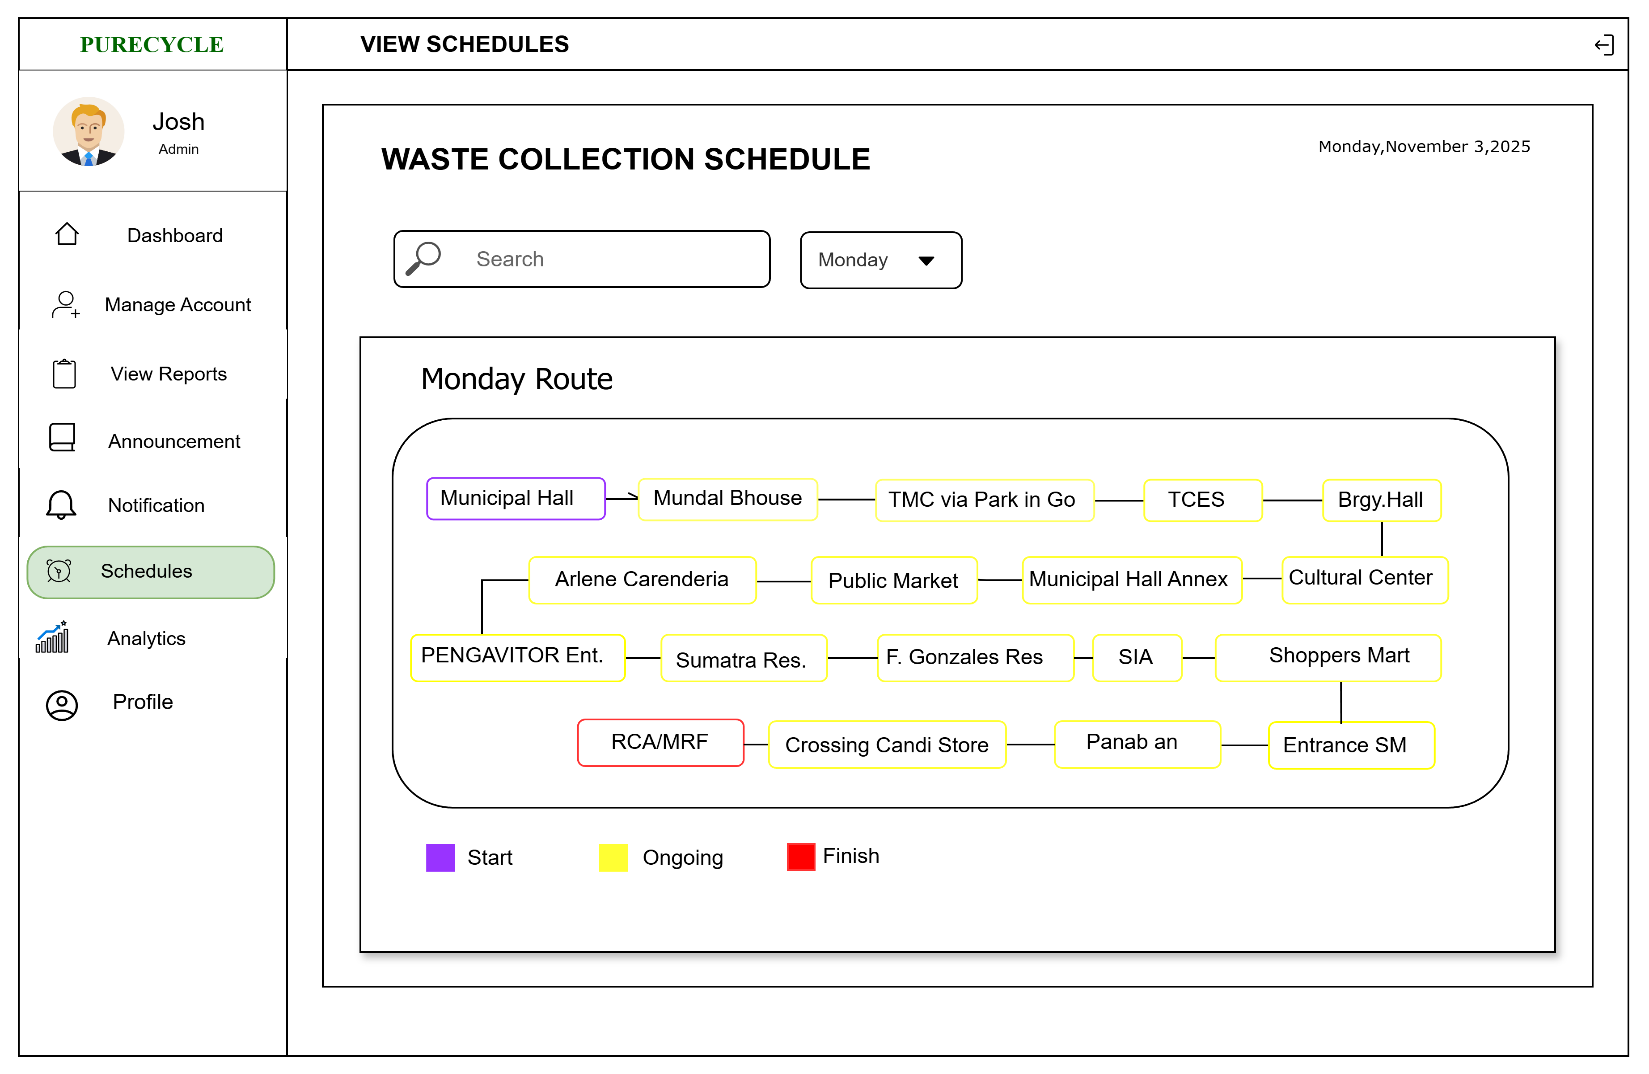 PURECYCLE
VIEW SCHEDULES
Josh
Admin
Dashboard
Manage Account
View Reports
Announcement
Notification
Schedules
Analytics
Profile
WASTE COLLECTION SCHEDULE
Monday,November 3,2025
Search
Monday
Monday Route
Municipal Hall
Mundal Bhouse
TMC via Park in Go
TCES
Brgy.Hall
Arlene Carenderia
Public Market
Municipal Hall Annex
Cultural Center
PENGAVITOR Ent.
Sumatra Res.
F. Gonzales Res
SIA
Shoppers Mart
RCA/MRF
Crossing Candi Store
Panab an
Entrance SM
Start
Ongoing
Finish